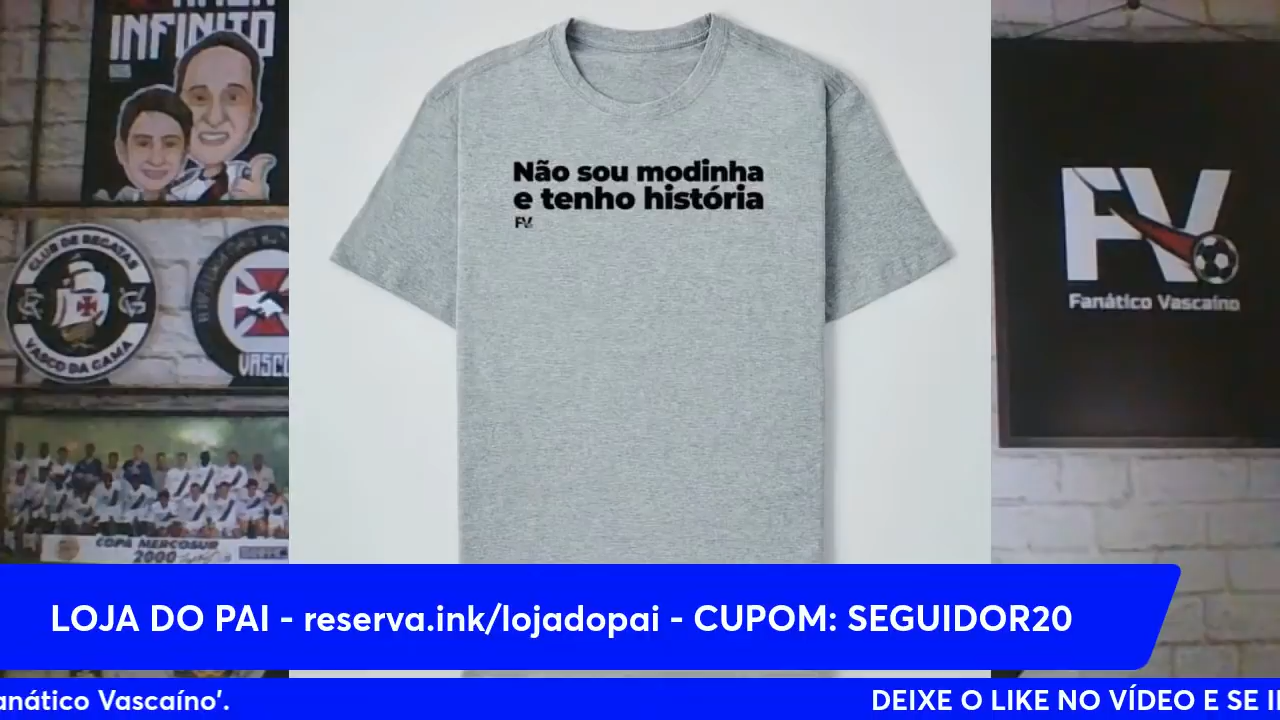 INFINITO
CLUB DE REGATAS
VASCO DA GAMA
VASCO
COPA MERCOSUR
2000
Não sou modinha
e tenho história
FV
FV
Fanático Vascaíno
LOJA DO PAI - reserva.ink/lojadopai - CUPOM: SEGUIDOR20
anático Vascaíno'.
DEIXE O LIKE NO VÍDEO E SE I